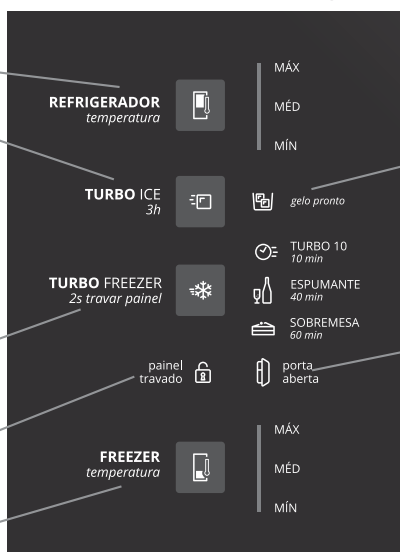 MÁX
REFRIGERADOR
temperatura
MÉD
MÍN
TURBO ICE
3h
gelo pronto
TURBO 10
10 min
TURBO FREEZER
2s travar painel
ESPUMANTE
40 min
SOBREMESA
60 min
painel
travado
porta
aberta
MÁX
FREEZER
temperatura
MÉD
MÍN